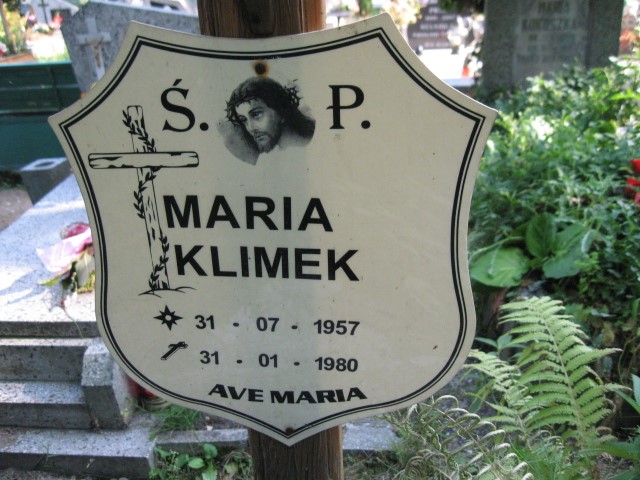 Ś. P.
MARIA
KLIMEK
31 - 07 - 1957
31 - 01 - 1980
AVE MARIA